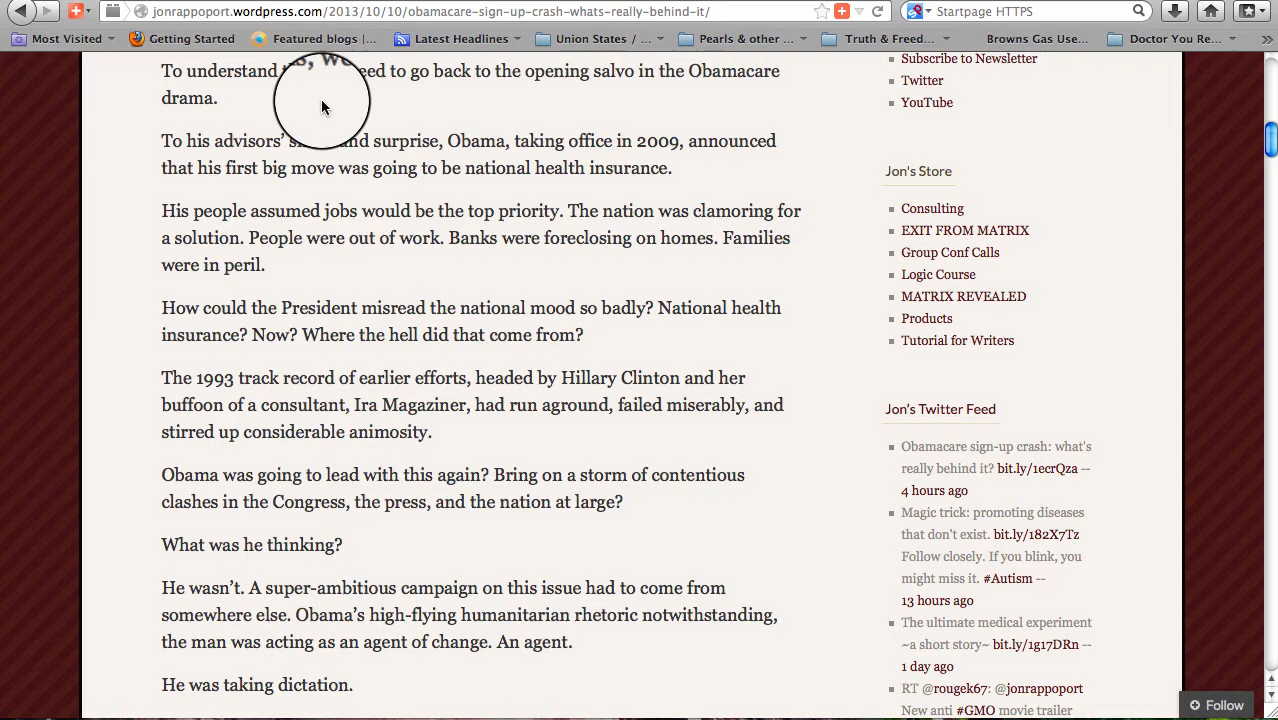 jonrappoport.wordpress.com/2013/10/10/obamacare-sign-up-crash-whats-really-behind-it/
Startpage HTTPS
Most Visited
Getting Started
Featured blogs |...
Latest Headlines
Union States / ...
Pearls & other ...
Truth & Freed...
Browns Gas Use...
Doctor You Re...
To understand eed to go back to the opening salvo in the Obamacare
drama.
To his advisors’ and surprise, Obama, taking office in 2009, announced
that his first big move was going to be national health insurance.
His people assumed jobs would be the top priority. The nation was clamoring for
a solution. People were out of work. Banks were foreclosing on homes. Families
were in peril.
How could the President misread the national mood so badly? National health
insurance? Now? Where the hell did that come from?
The 1993 track record of earlier efforts, headed by Hillary Clinton and her
buffoon of a consultant, Ira Magaziner, had run aground, failed miserably, and
stirred up considerable animosity.
Obama was going to lead with this again? Bring on a storm of contentious
clashes in the Congress, the press, and the nation at large?
What was he thinking?
He wasn’t. A super-ambitious campaign on this issue had to come from
somewhere else. Obama’s high-flying humanitarian rhetoric notwithstanding,
the man was acting as an agent of change. An agent.
He was taking dictation.
Subscribe to Newsletter
Twitter
YouTube
Jon's Store
Consulting
EXIT FROM MATRIX
Group Conf Calls
Logic Course
MATRIX REVEALED
Products
Tutorial for Writers
Jon’s Twitter Feed
Obamacare sign-up crash: what's
really behind it? bit.ly/1ecrQza --
4 hours ago
Magic trick: promoting diseases
that don't exist. bit.ly/182X7Tz
Follow closely. If you blink, you
might miss it. #Autism --
13 hours ago
The ultimate medical experiment
~a short story~ bit.ly/1g17DRn --
1 day ago
RT @rougek67: @jonrappoport
New anti #GMO movie trailer
Follow